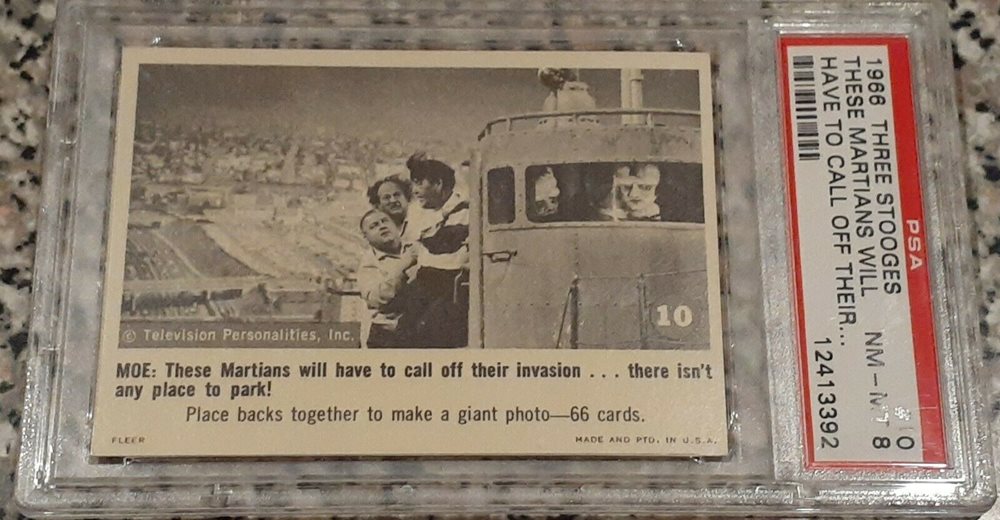 10
© Television Personalities, Inc.
MOE: These Martians will have to call off their invasion . . . there isn't
any place to park!
Place backs together to make a giant photo—66 cards.
FLEER
MADE AND PTD. IN U.S.A.
PSA
1966 THREE STOOGES
THESE MARTIANS WILL NM-MT 8
HAVE TO CALL OFF THEIR... 12413392